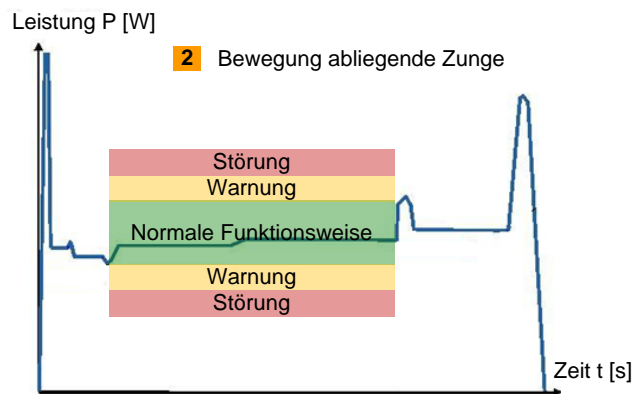 Leistung P [W]
2 Bewegung abliegende Zunge
Störung
Warnung
Normale Funktionsweise
Warnung
Störung
Zeit t [s]